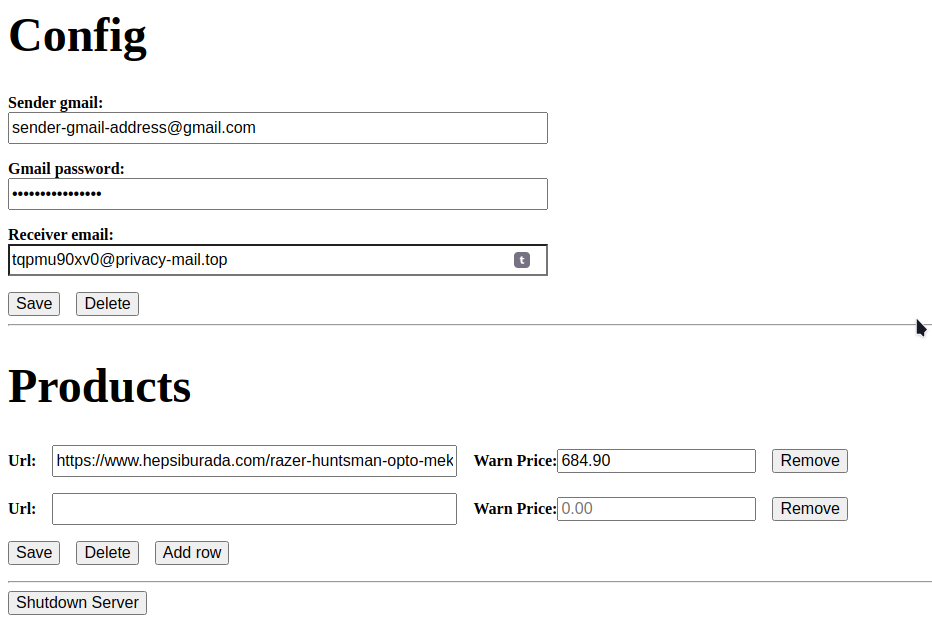 Config
Sender gmail:
sender-gmail-address@gmail.com
Gmail password:
••••••••••••••••
Receiver email:
tqpmu90xv0@privacy-mail.top t
Save Delete
Products
Url: https://www.hepsiburada.com/razer-huntsman-opto-mek Warn Price: 684.90 Remove
Url: Warn Price: 0.00 Remove
Save Delete Add row
Shutdown Server